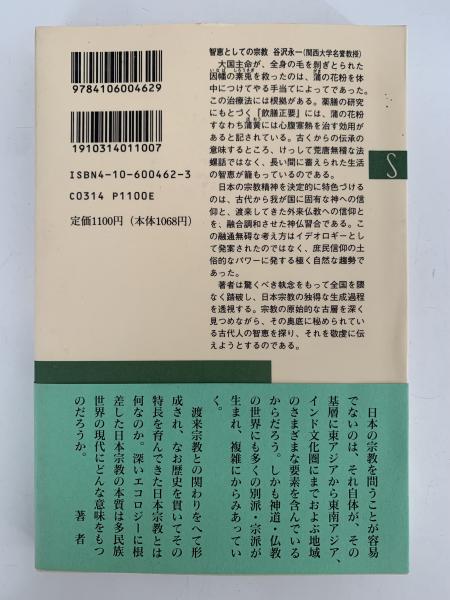 9784106004629
1910314011007
ISBN4-10-600462-3
C0314 P1100E
定価1100円（本体1068円）
智恵としての宗教　谷沢永一(関西大学名誉教授)
大国主命が、全身の毛を剝ぎとられた
因幡の素兎を救ったのは、蒲の花粉を体
中につけてやる手当てによってであった。
この治療法には根拠がある。薬膳の研究
にもとづく『飲膳正要』には、蒲の花粉
すなわち蒲黄には心腹寒熱を治す効用が
あると記されている。古くからの伝承の
意味するところ、けっして荒唐無稽な法
螺話ではなく、長い間に蓄えられた生活
の智恵が籠もっているのである。
日本の宗教精神を決定的に特色づける
のは、古代から我が国に固有な神への信
仰と、渡来してきた外来仏教への信仰と
を、融合調和させた神仏習合である。こ
の融通無碍な考え方はイデオロギーとし
て発案されたのではなく、庶民信仰の土
俗的なパワーに発する極く自然な趨勢で
あった。
著者は驚くべき執念をもって全国を隈
なく踏破し、日本宗教の独得な生成過程
を透視する。宗教の原始的な古層を深く
見つめながら、その奥底に秘められてい
る古代人の智恵を探り、それを敬虔に伝
えようとするのである。
S
日本の宗教を問うことが容易
でないのは、それ自体が、その
基層に東アジアから東南アジア、
インド文化圏にまでおよぶ地域
のさまざまな要素を含んでいる
からだろう。しかも神道・仏教
の世界にも多くの別派・宗派が
生まれ、複雑にからみあってい
く。
渡来宗教との関わりをへて形
成され、なお歴史を貫いてその
特長を育んできた日本宗教とは
何なのか。深いエコロジーに根
差した日本宗教の本質は多民族
世界の現代にどんな意味をもつ
のだろうか。
著者